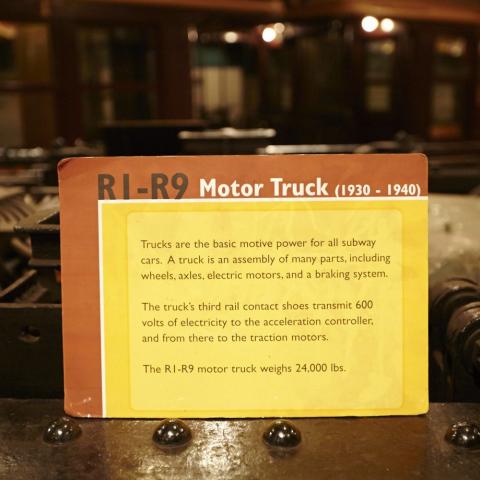 R1-R9 Motor Truck (1930 - 1940)
Trucks are the basic motive power for all subway
cars. A truck is an assembly of many parts, including
wheels, axles, electric motors, and a braking system.
The truck's third rail contact shoes transmit 600
volts of electricity to the acceleration controller,
and from there to the traction motors.
The R1-R9 motor truck weighs 24,000 lbs.